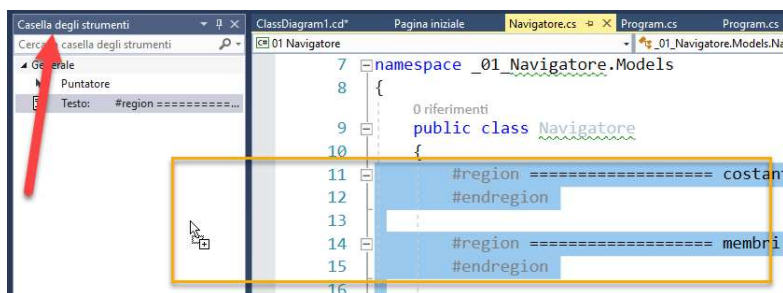 Casella degli strumenti
Cerca casella degli strumenti
Generale
Puntatore
Testo: #region ==========...
ClassDiagram1.cd*
Pagina iniziale
Navigatore.cs
Program.cs
Program.cs
C# 01 Navigatore
_01_Navigatore.Models.Na
7 namespace _01_Navigatore.Models
8 {
0 riferimenti
9 public class Navigatore
10 {
11 #region =================== costan
12 #endregion
13
14 #region =================== membri
15 #endregion
16